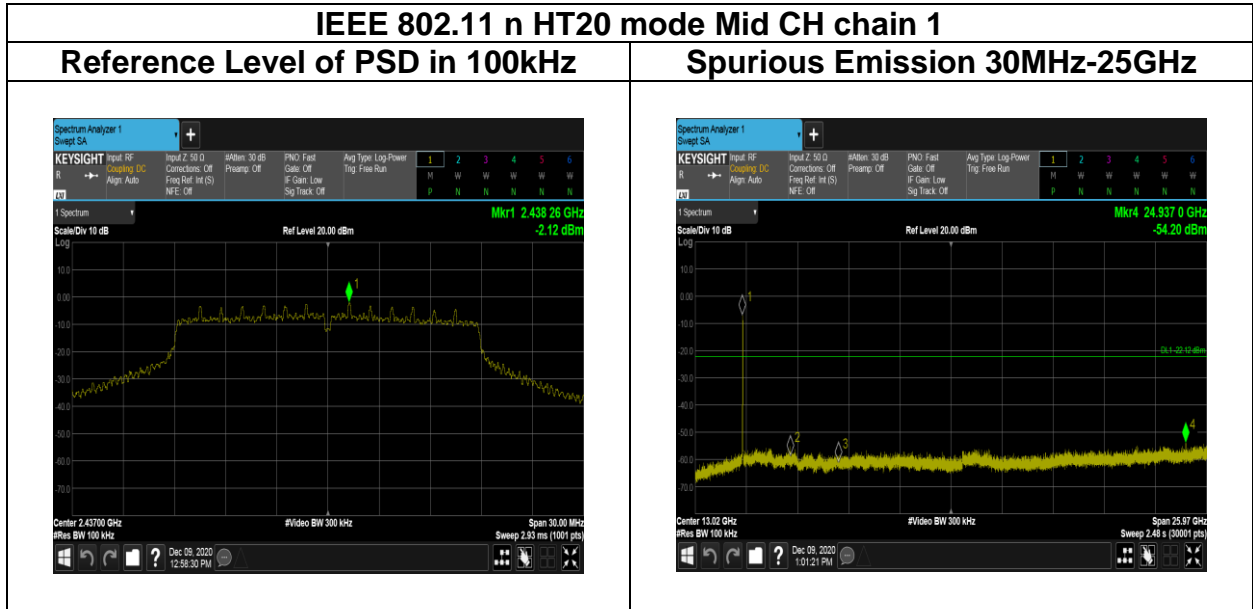 IEEE 802.11 n HT20 mode Mid CH chain 1
Reference Level of PSD in 100kHz
Spurious Emission 30MHz-25GHz
Spectrum Analyzer 1
Swept SA
+
KEYSIGHT Input: RF Input Z: 50 Ω #Atten: 30 dB PNO: Fast Avg Type: Log-Power 1 2 3 4 5 6
R Coupling: DC Corrections: Off Preamp: Off Gate: Off Trig: Free Run M W W W W W
Align: Auto Freq Ref: Int (S) IF Gain: Low
LXI NFE: Off Sig Track: Off P N N N N N
1 Spectrum
Mkr1 2.438 26 GHz
Scale/Div 10 dB Ref Level 20.00 dBm -2.12 dBm
Log
10.0
0.00
-10.0
-20.0
-30.0
-40.0
-50.0
-60.0
-70.0
1
Center 2.43700 GHz #Video BW 300 kHz Span 30.00 MHz
#Res BW 100 kHz Sweep 2.93 ms (1001 pts)
? Dec 09, 2020
12:58:30 PM
Spectrum Analyzer 1
Swept SA
+
KEYSIGHT Input: RF Input Z: 50 Ω #Atten: 30 dB PNO: Fast Avg Type: Log-Power 1 2 3 4 5 6
R Coupling: DC Corrections: Off Preamp: Off Gate: Off Trig: Free Run M W W W W W
Align: Auto Freq Ref: Int (S) IF Gain: Low
LXI NFE: Off Sig Track: Off P N N N N N
1 Spectrum
Mkr4 24.937 0 GHz
Scale/Div 10 dB Ref Level 20.00 dBm -54.20 dBm
Log
10.0
0.00
-10.0
-20.0
-30.0
-40.0
-50.0
-60.0
-70.0
1
DL1 -22.12 dBm
2
3
4
Center 13.02 GHz #Video BW 300 kHz Span 25.97 GHz
#Res BW 100 kHz Sweep 2.48 s (30001 pts)
? Dec 09, 2020
1:01:21 PM